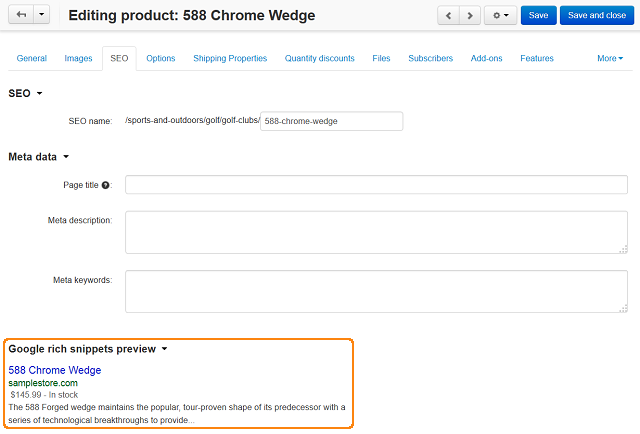 Editing product: 588 Chrome Wedge
Save
Save and close
General
Images
SEO
Options
Shipping Properties
Quantity discounts
Files
Subscribers
Add-ons
Features
More
SEO
SEO name: /sports-and-outdoors/golf/golf-clubs/ 588-chrome-wedge
Meta data
Page title ?:
Meta description:
Meta keywords:
Google rich snippets preview
588 Chrome Wedge
samplestore.com
$145.99 - In stock
The 588 Forged wedge maintains the popular, tour-proven shape of its predecessor with a
series of technological breakthroughs to provide...